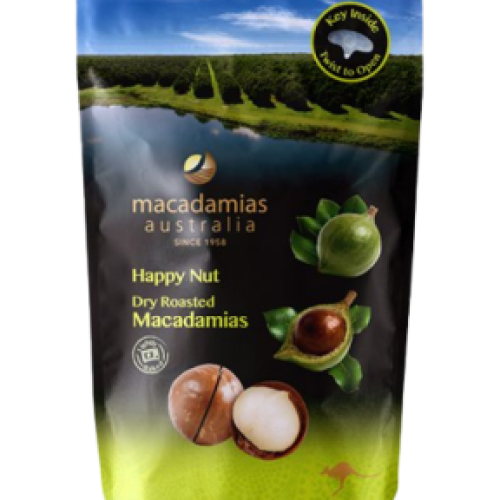 Key Inside
Twist to Open
macadamias
australia
SINCE 1958
Happy Nut
Dry Roasted
Macadamias